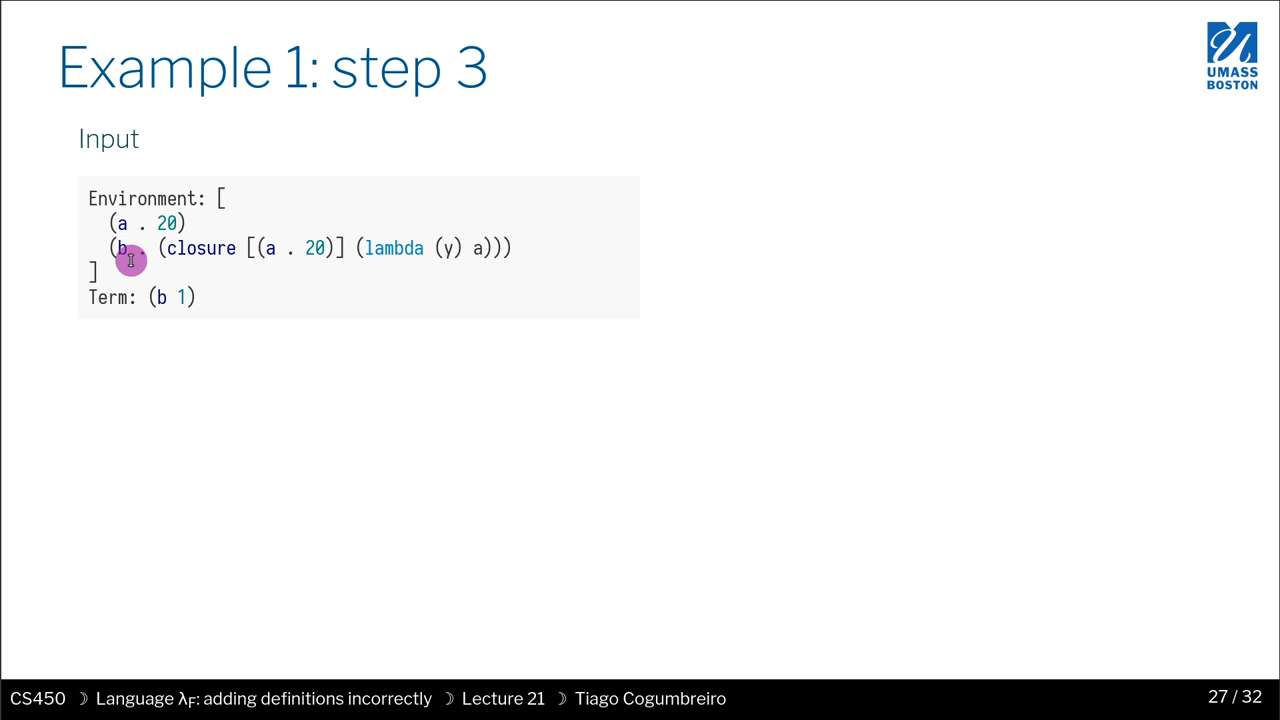 Example 1: step 3
UMASS
BOSTON
Input
Environment: [
(a . 20)
(b . (closure [(a . 20)] (lambda (y) a)))
]
Term: (b 1)
CS450 ☽ Language λF: adding definitions incorrectly ☽ Lecture 21 ☽ Tiago Cogumbreiro
27 / 32